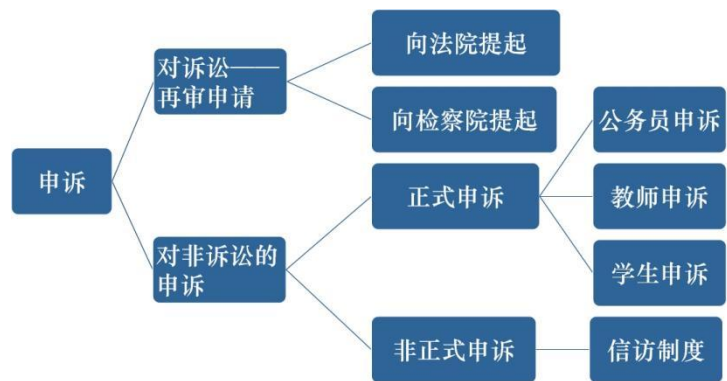 申诉
对诉讼——
再审申请
向法院提起
向检察院提起
对非诉讼的
申诉
正式申诉
公务员申诉
教师申诉
学生申诉
非正式申诉
信访制度